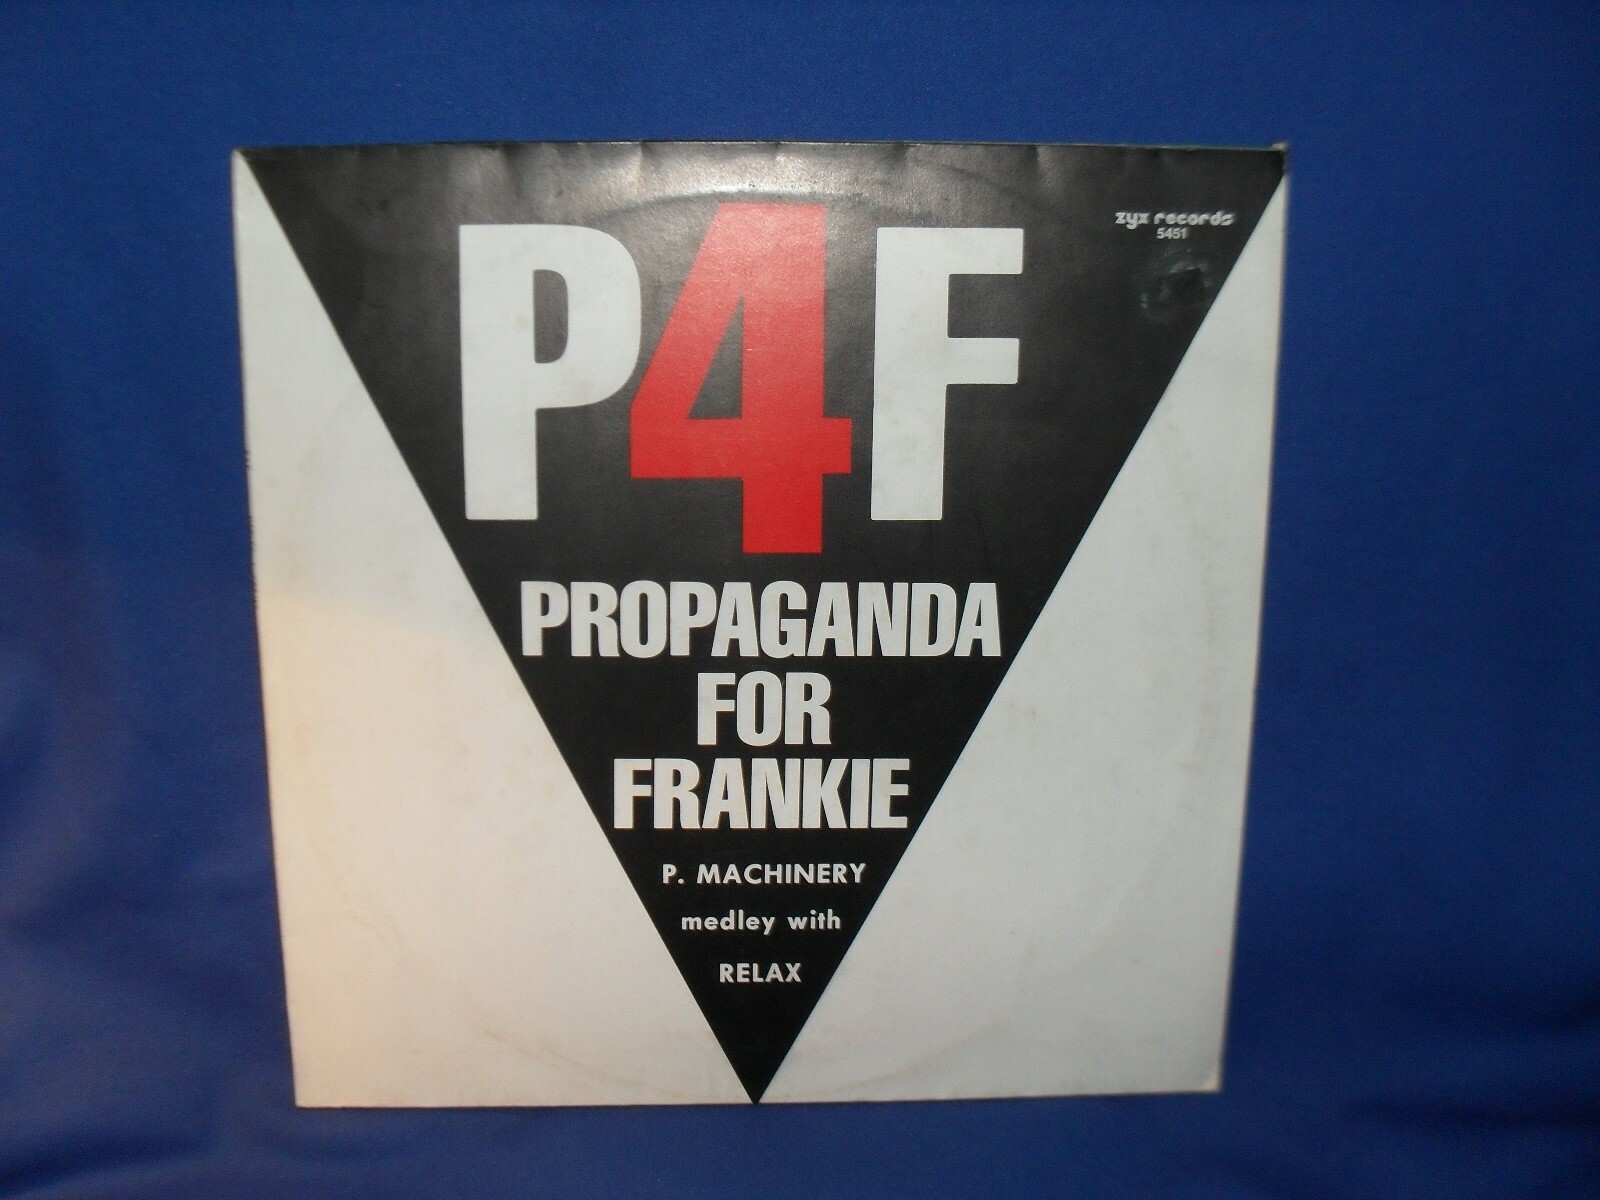 zyx records
5451
P4F
PROPAGANDA
FOR
FRANKIE
P. MACHINERY
medley with
RELAX